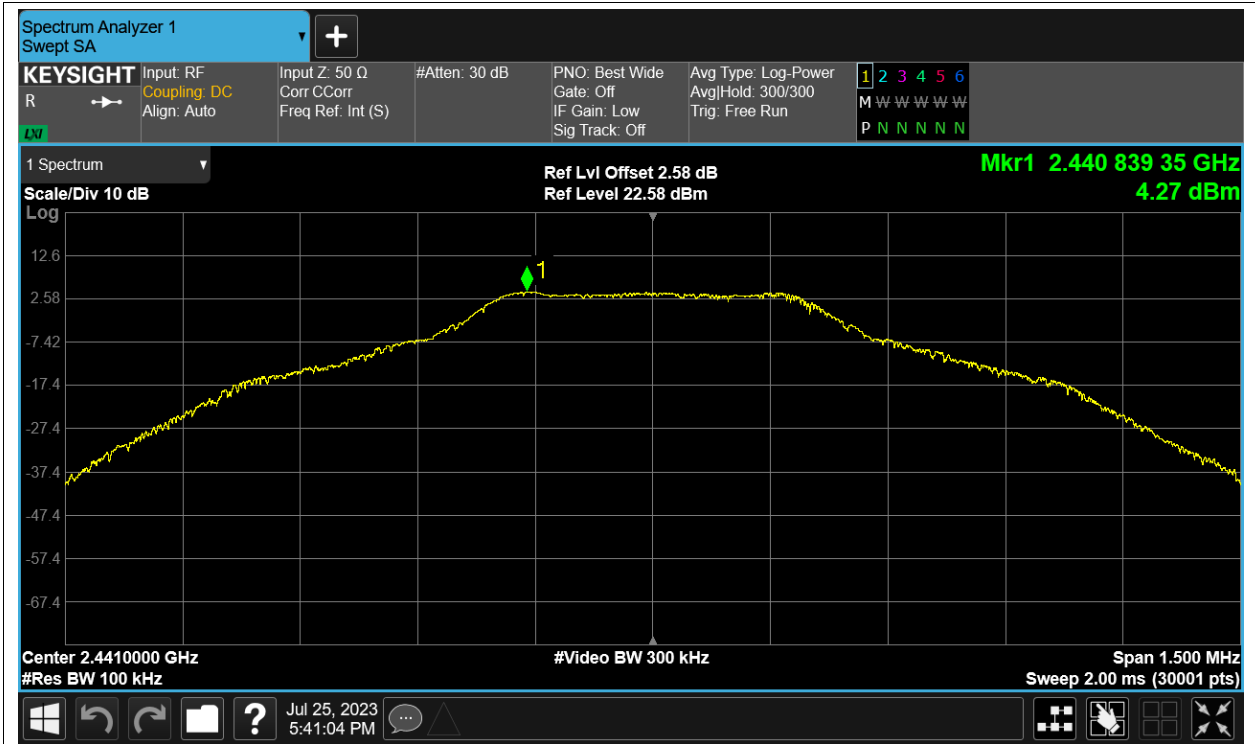 Spectrum Analyzer 1
Swept SA
KEYSIGHT
R
LXI
Input: RF
Coupling: DC
Align: Auto
Input Z: 50 Ω
Corr CCorr
Freq Ref: Int (S)
#Atten: 30 dB
PNO: Best Wide
Gate: Off
IF Gain: Low
Sig Track: Off
Avg Type: Log-Power
Avg|Hold: 300/300
Trig: Free Run
1 2 3 4 5 6
M W W W W W
P N N N N N
1 Spectrum
Scale/Div 10 dB
Log
Ref Lvl Offset 2.58 dB
Ref Level 22.58 dBm
Mkr1 2.440 839 35 GHz
4.27 dBm
12.6
1
2.58
-7.42
-17.4
-27.4
-37.4
-47.4
-57.4
-67.4
Center 2.4410000 GHz
#Video BW 300 kHz
Span 1.500 MHz
#Res BW 100 kHz
Sweep 2.00 ms (30001 pts)
?
Jul 25, 2023
5:41:04 PM